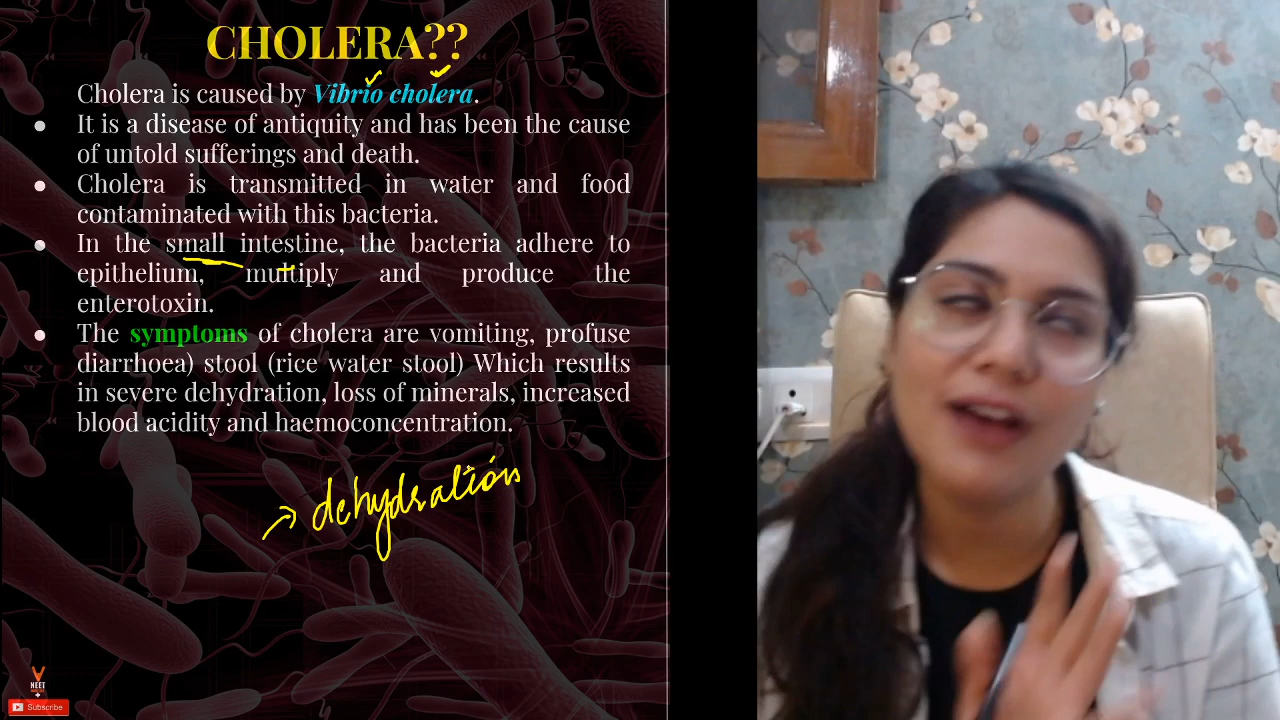 CHOLERA??
Cholera is caused by Vibrio cholera.
● It is a disease of antiquity and has been the cause
of untold sufferings and death.
● Cholera is transmitted in water and food
contaminated with this bacteria.
● In the small intestine, the bacteria adhere to
epithelium, multiply and produce the
enterotoxin.
● The symptoms of cholera are vomiting, profuse
diarrhoea) stool (rice water stool) Which results
in severe dehydration, loss of minerals, increased
blood acidity and haemoconcentration.
→ dehydration
NEET
Subscribe